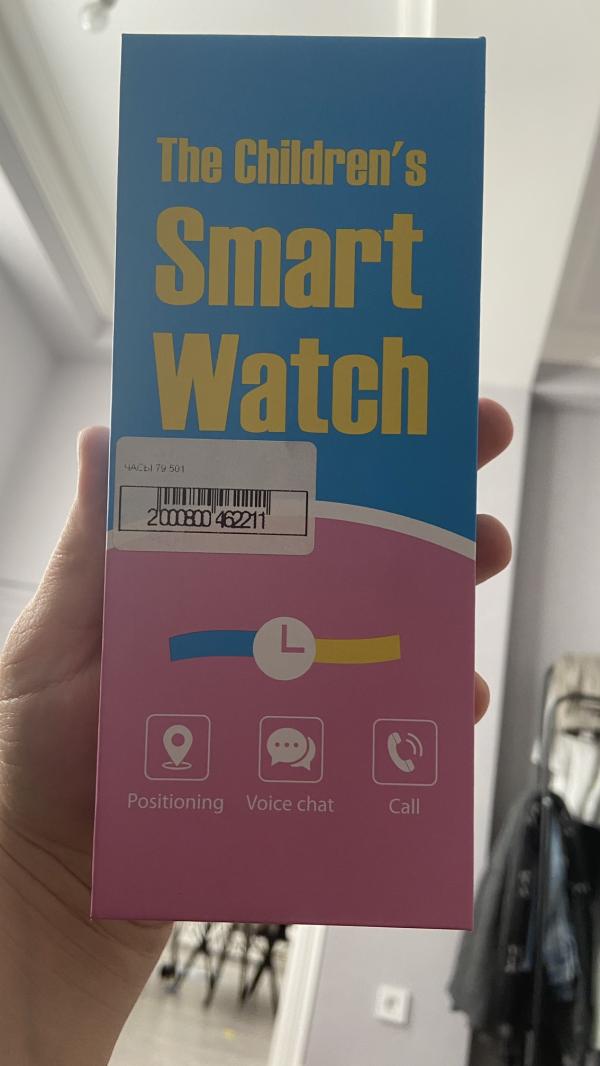 The Children's
Smart
Watch
ЧАСЫ 79 501
2000800 462211
Positioning
Voice chat
Call